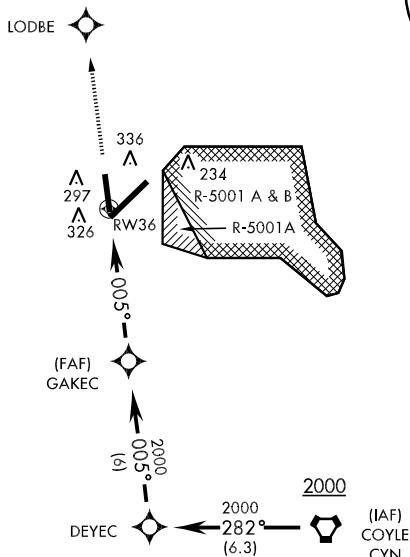 LODBE
336
234
297
R-5001 A & B
326
RW36
R-5001A
005°
(FAF)
GAKEC
2000
005°
(6)
2000
2000
282°
(6.3)
DEYEC
(IAF)
COYLE
CYN